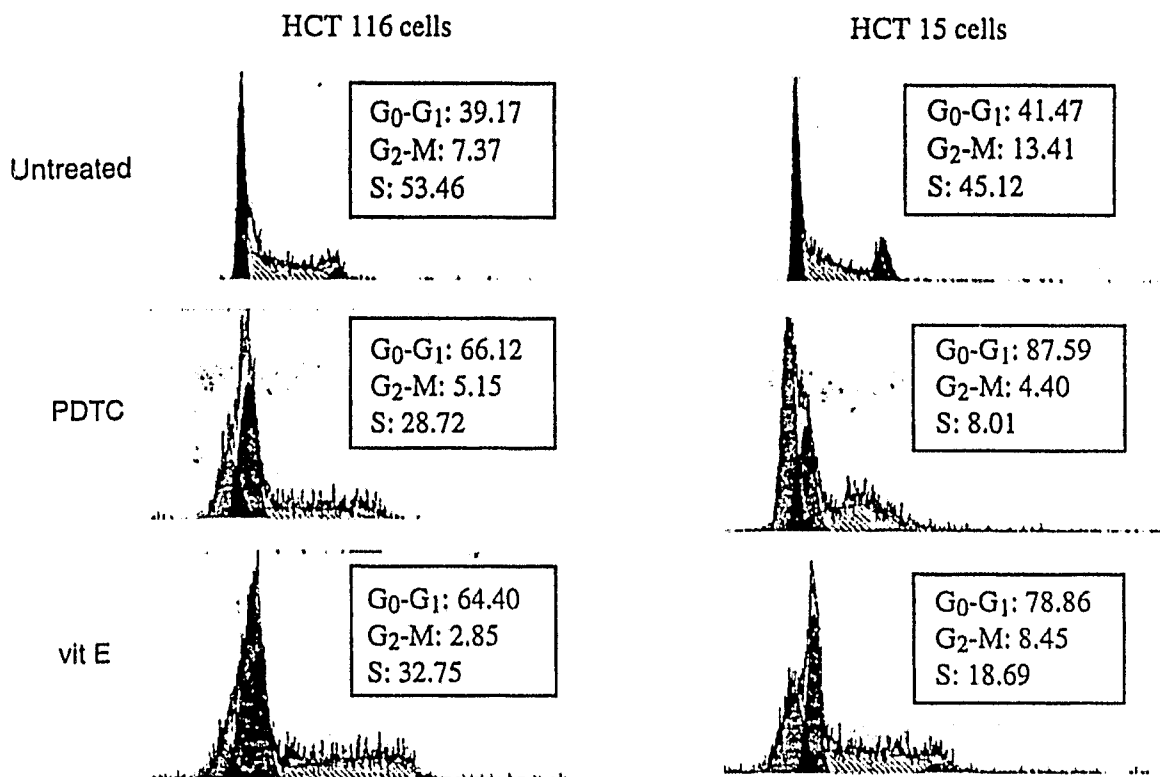 HCT 116 cells
HCT 15 cells
Untreated
G0-G1: 39.17
G2-M: 7.37
S: 53.46
G0-G1: 41.47
G2-M: 13.41
S: 45.12
PDTC
G0-G1: 66.12
G2-M: 5.15
S: 28.72
G0-G1: 87.59
G2-M: 4.40
S: 8.01
vit E
G0-G1: 64.40
G2-M: 2.85
S: 32.75
G0-G1: 78.86
G2-M: 8.45
S: 18.69